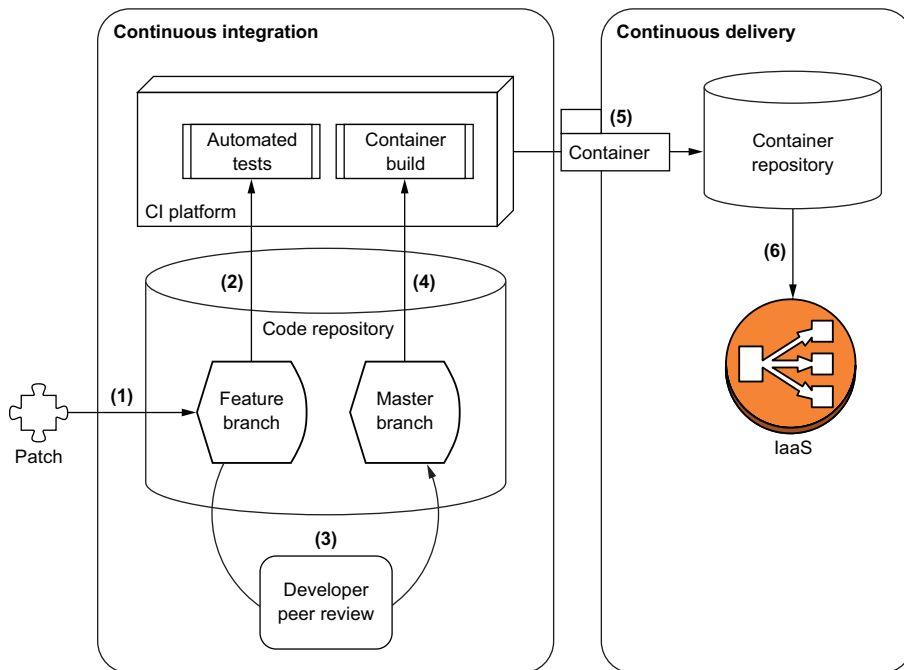 Continuous integration
Continuous delivery
Automated
tests
Container
build
CI platform
(5)
Container
Container
repository
(2)
(4)
(6)
Code repository
(1)
Feature
branch
Master
branch
Patch
IaaS
(3)
Developer
peer review